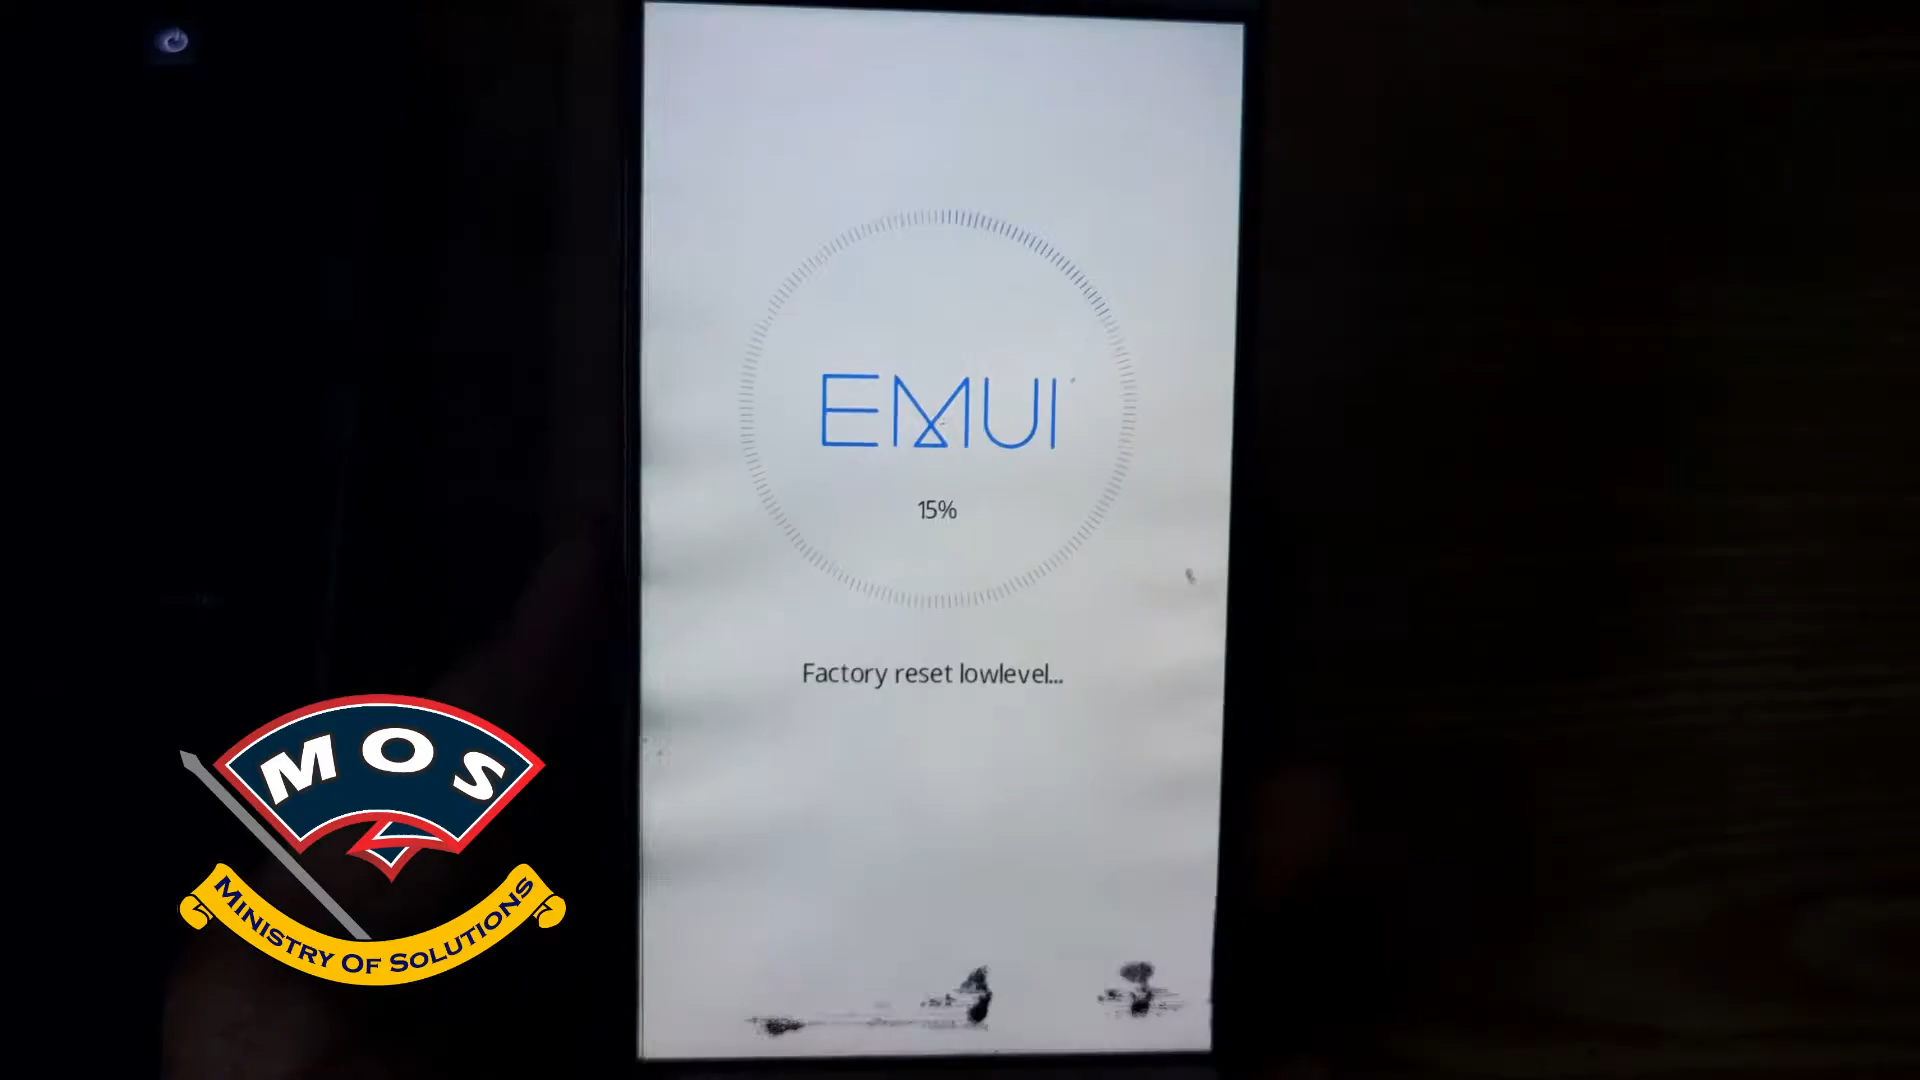 EMUI
15%
Factory reset lowlevel...
MOS
MINISTRY OF SOLUTIONS